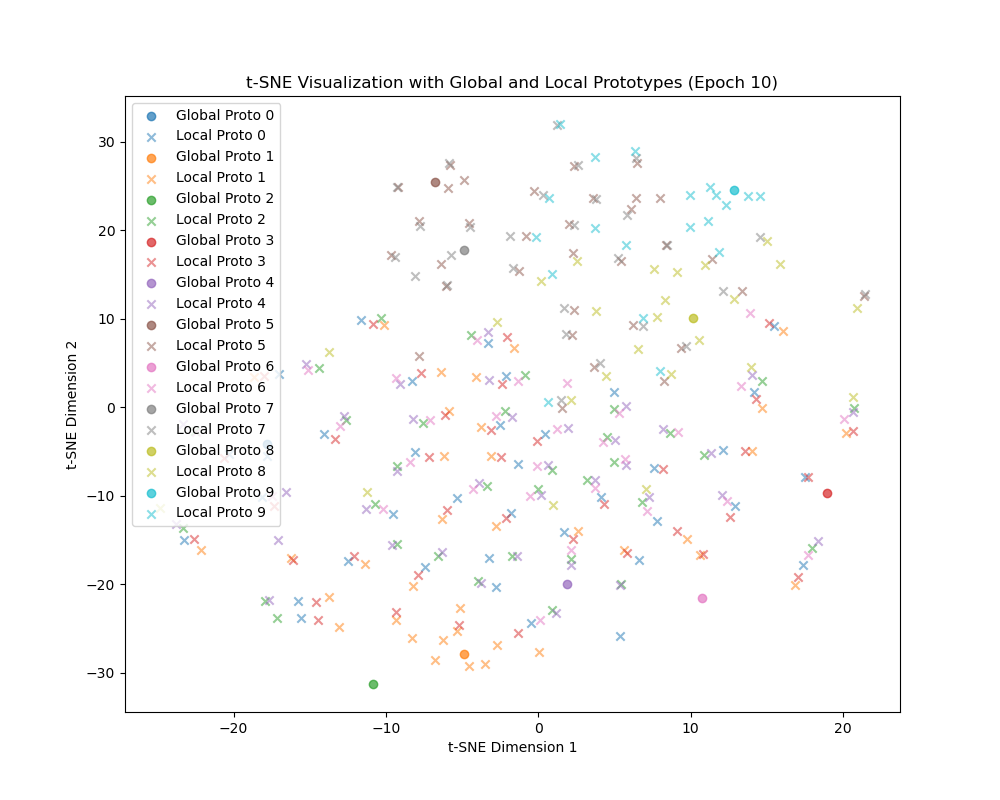 t-SNE Visualization with Global and Local Prototypes (Epoch 10)
Global Proto 0
Local Proto 0
Global Proto 1
Local Proto 1
Global Proto 2
Local Proto 2
Global Proto 3
Local Proto 3
Global Proto 4
Local Proto 4
Global Proto 5
Local Proto 5
Global Proto 6
Local Proto 6
Global Proto 7
Local Proto 7
Global Proto 8
Local Proto 8
Global Proto 9
Local Proto 9
30
20
10
0
−10
−20
−30
t-SNE Dimension 2
−20 −10 0 10 20
t-SNE Dimension 1